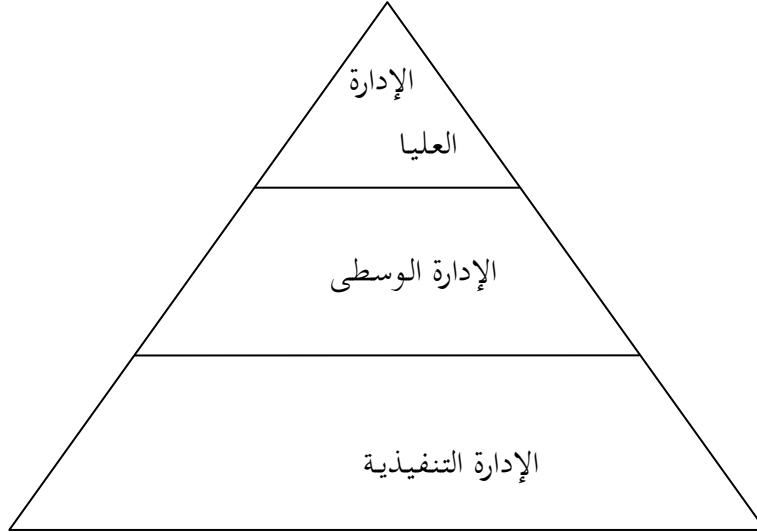 الإدارة
العليا
الإدارة الوسطى
الإدارة التنفيذية